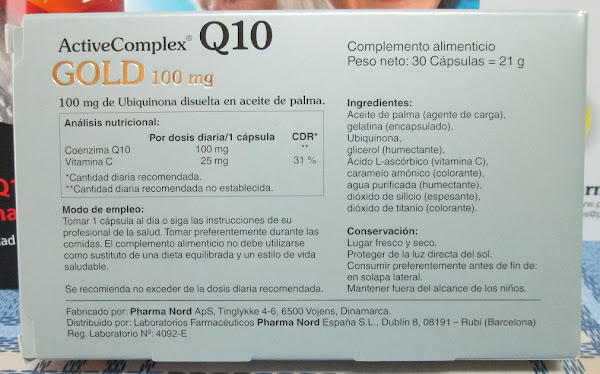 ActiveComplex® Q10
GOLD 100 mg
100 mg de Ubiquinona disuelta en aceite de palma.
Análisis nutricional:
Por dosis diaria/1 cápsula CDR*
Coenzima Q10 100 mg **
Vitamina C 25 mg 31 %
*Cantidad diaria recomendada.
**Cantidad diaria recomendada no establecida.
Modo de empleo:
Tomar 1 cápsula al día o siga las instrucciones de su
profesional de la salud. Tomar preferentemente durante las
comidas. El complemento alimenticio no debe utilizarse
como sustituto de una dieta equilibrada y un estilo de vida
saludable.
Se recomienda no exceder de la dosis diaria recomendada.
Complemento alimenticio
Peso neto: 30 Cápsulas = 21 g
Ingredientes:
Aceite de palma (agente de carga),
gelatina (encapsulado),
Ubiquinona,
glicerol (humectante),
Ácido L-ascórbico (vitamina C),
caramelo amónico (colorante),
agua purificada (humectante),
dióxido de silicio (espesante),
dióxido de titanio (colorante).
Conservación:
Lugar fresco y seco.
Proteger de la luz directa del sol.
Consumir preferentemente antes de fin de:
en solapa lateral.
Mantener fuera del alcance de los niños.
Fabricado por: Pharma Nord ApS, Tinglykke 4-6, 6500 Vojens, Dinamarca.
Distribuido por: Laboratorios Farmacéuticos Pharma Nord España S.L., Dublín 8, 08191 – Rubí (Barcelona)
Reg. Laboratorio Nº: 4092-E